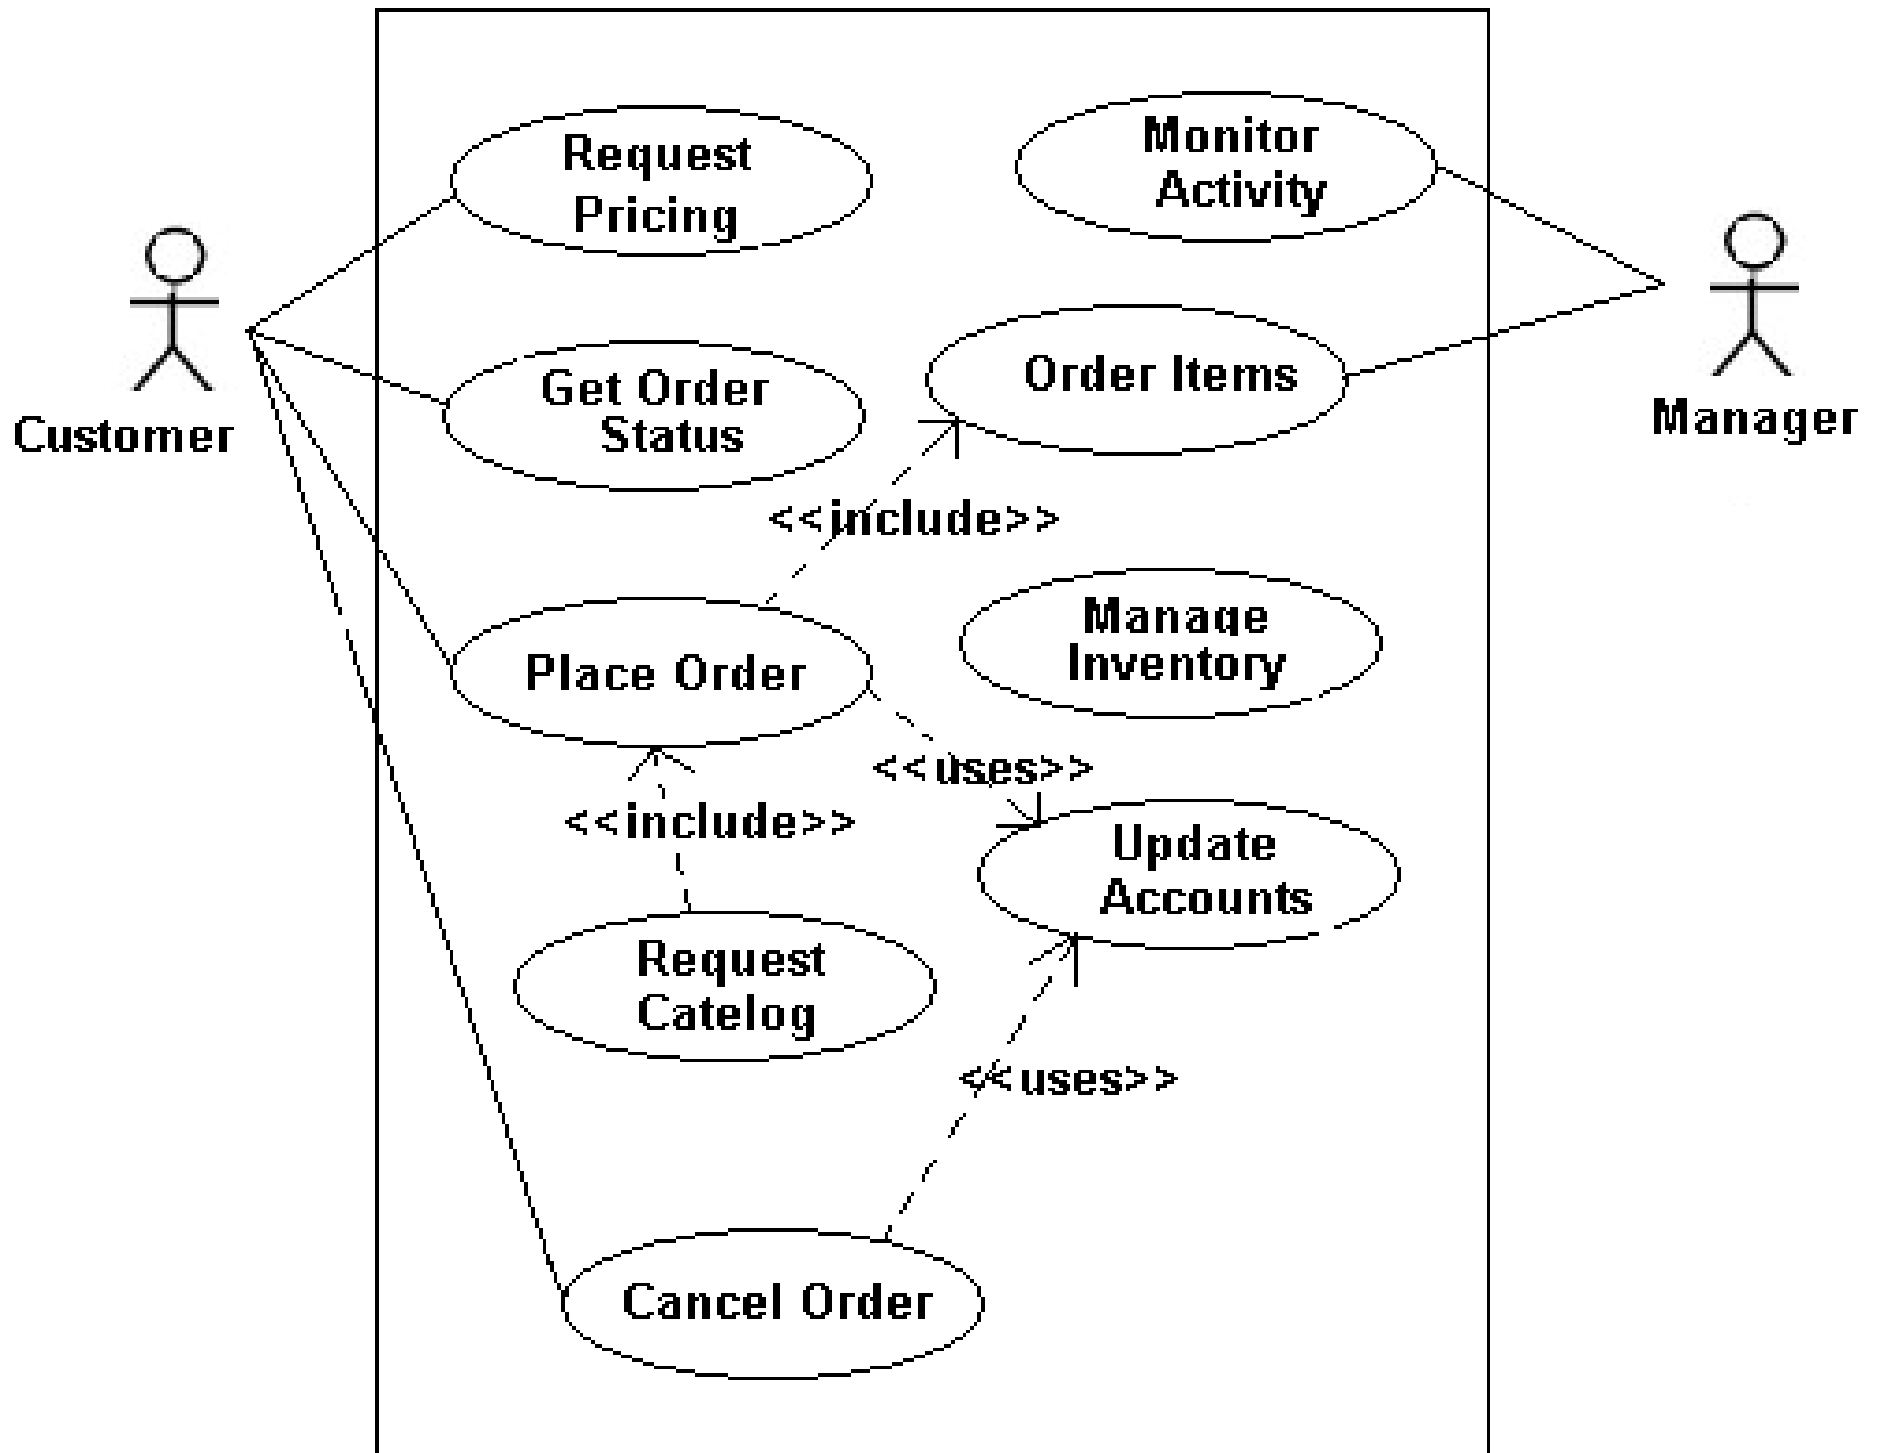 Request
Pricing
Monitor
Activity
Customer
Get Order
Status
Order Items
Manager
<<include>>
Place Order
Manage
Inventory
<<uses>>
<<include>>
Update
Accounts
Request
Catelog
<<uses>>
Cancel Order